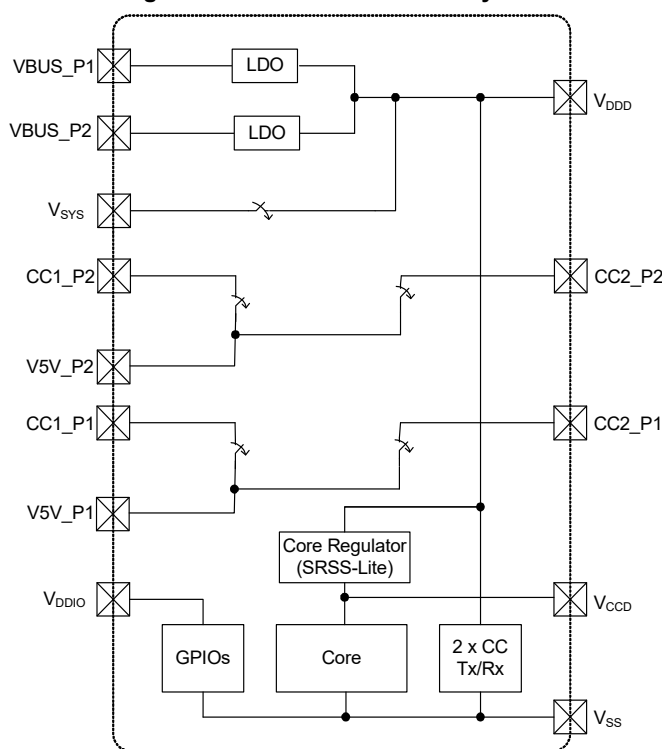 VBUS_P1
LDO
VDDD
VBUS_P2
LDO
VSYS
CC1_P2
CC2_P2
V5V_P2
CC1_P1
CC2_P1
V5V_P1
Core Regulator
(SRSS-Lite)
VDDIO
VCCD
GPIOs
Core
2 x CC
Tx/Rx
VSS